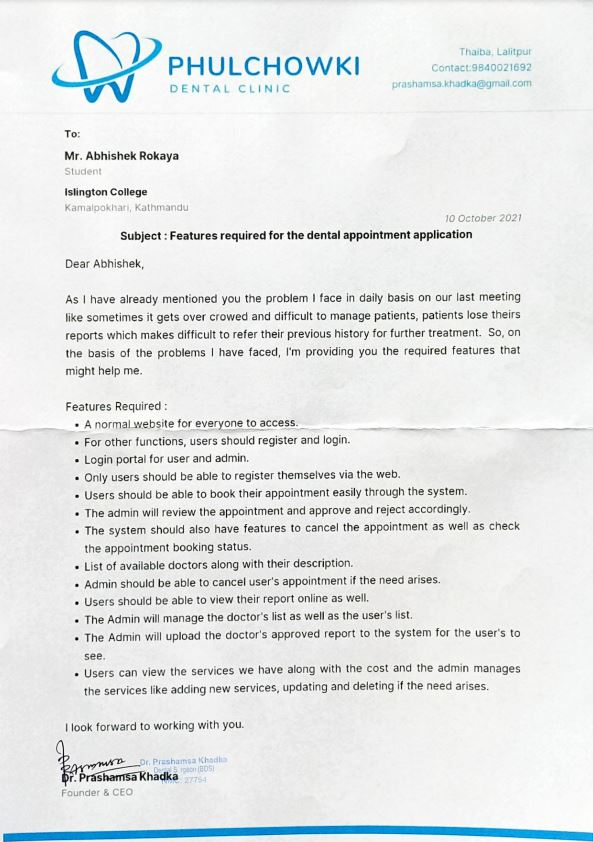 PHULCHOWKI
DENTAL CLINIC
Thaiba, Lalitpur
Contact:9840021692
prashamsa.khadka@gmail.com
To:
Mr. Abhishek Rokaya
Student
Islington College
Kamalpokhari, Kathmandu
10 October 2021
Subject : Features required for the dental appointment application
Dear Abhishek,
As I have already mentioned you the problem I face in daily basis on our last meeting
like sometimes it gets over crowed and difficult to manage patients, patients lose theirs
reports which makes difficult to refer their previous history for further treatment. So, on
the basis of the problems I have faced, I'm providing you the required features that
might help me.
Features Required :
• A normal website for everyone to access.
• For other functions, users should register and login.
• Login portal for user and admin.
• Only users should be able to register themselves via the web.
• Users should be able to book their appointment easily through the system.
• The admin will review the appointment and approve and reject accordingly.
• The system should also have features to cancel the appointment as well as check
the appointment booking status.
• List of available doctors along with their description.
• Admin should be able to cancel user's appointment if the need arises.
• Users should be able to view their report online as well.
• The Admin will manage the doctor's list as well as the user's list.
• The Admin will upload the doctor's approved report to the system for the user's to
see.
• Users can view the services we have along with the cost and the admin manages
the services like adding new services, updating and deleting if the need arises.
I look forward to working with you.
Dr. Prashamsa Khadka
(BDS)
27754
Dr. Prashamsa Khadka
Founder & CEO